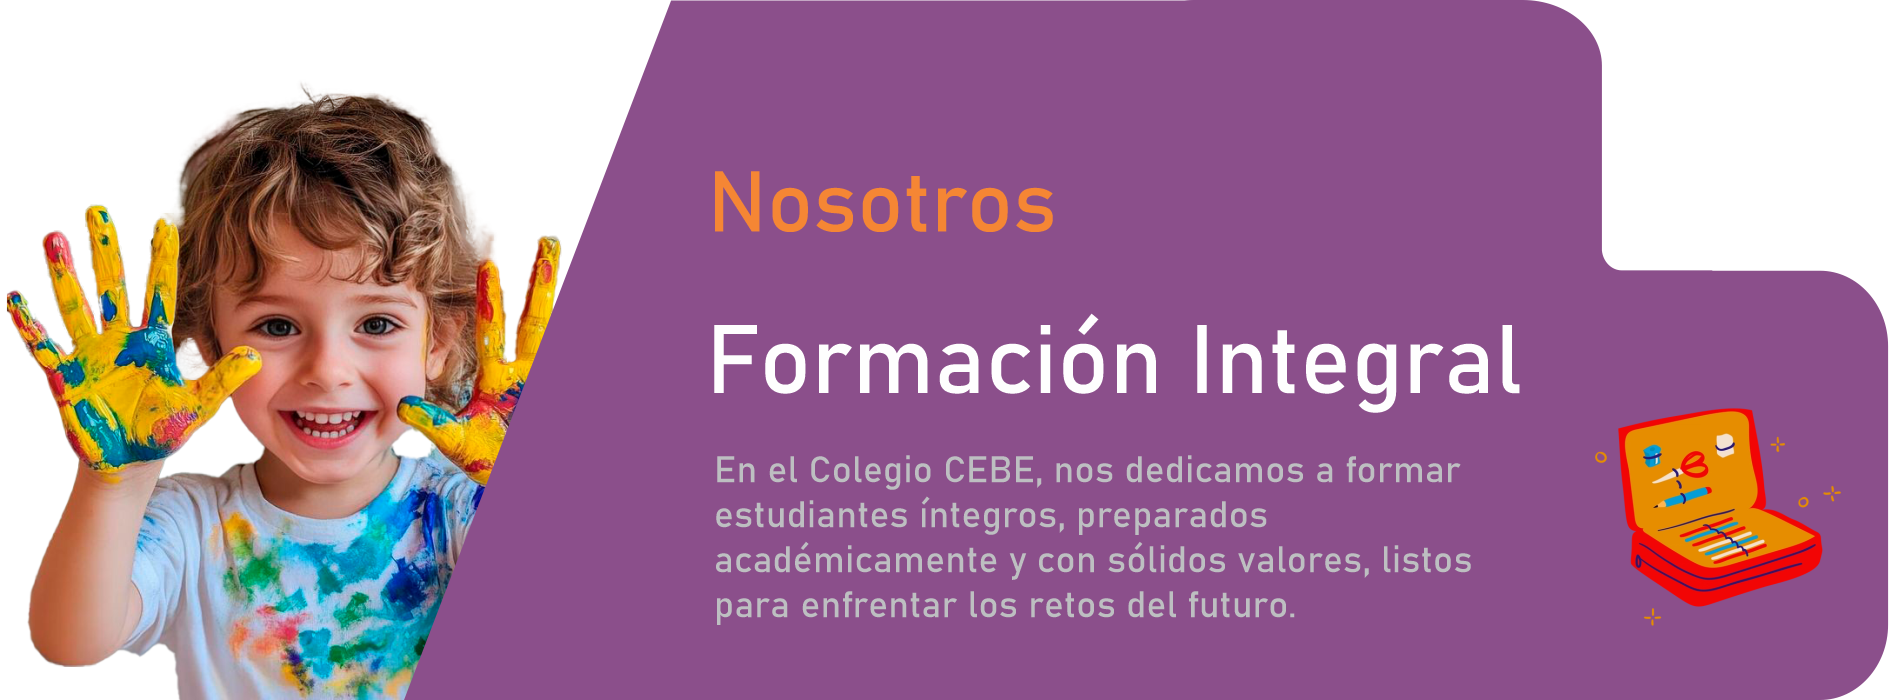 Nosotros
Formación Integral
En el Colegio CEBE, nos dedicamos a formar
estudiantes íntegros, preparados
académicamente y con sólidos valores, listos
para enfrentar los retos del futuro.